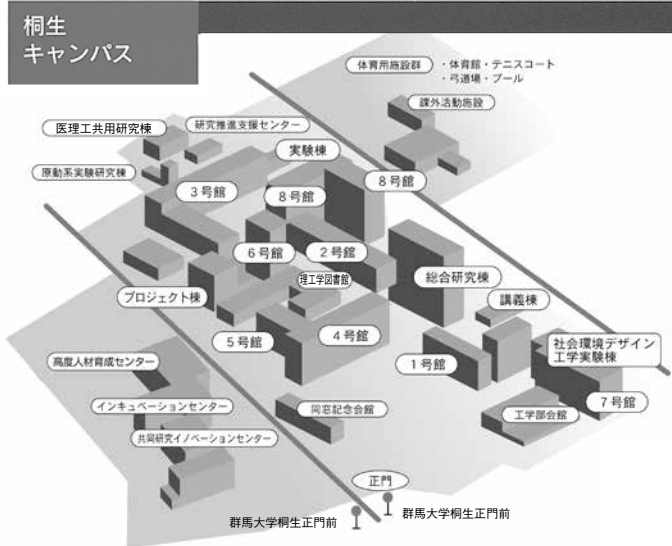 桐生
キャンパス
体育用施設群
・体育館・テニスコート
・弓道場・プール
課外活動施設
医理工共用研究棟
研究推進支援センター
原動系実験研究棟
実験棟
3号館
8号館
8号館
6号館
2号館
理工学図書館
総合研究棟
講義棟
プロジェクト棟
5号館
4号館
1号館
社会環境デザイン
工学実験棟
高度人材育成センター
インキュベーションセンター
共同研究イノベーションセンター
同窓記念会館
工学部会館
7号館
正門
群馬大学桐生正門前
群馬大学桐生正門前